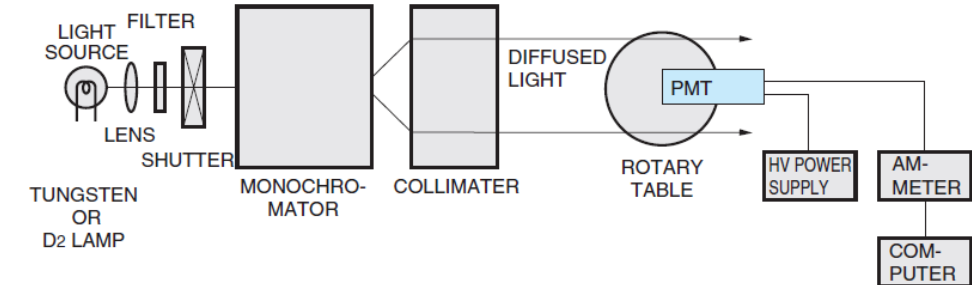 LIGHT
SOURCE
FILTER
LENS
SHUTTER
TUNGSTEN
OR
D2 LAMP
MONOCHRO-
MATOR
COLLIMATER
DIFFUSED
LIGHT
PMT
ROTARY
TABLE
HV POWER
SUPPLY
AM-
METER
COM-
PUTER